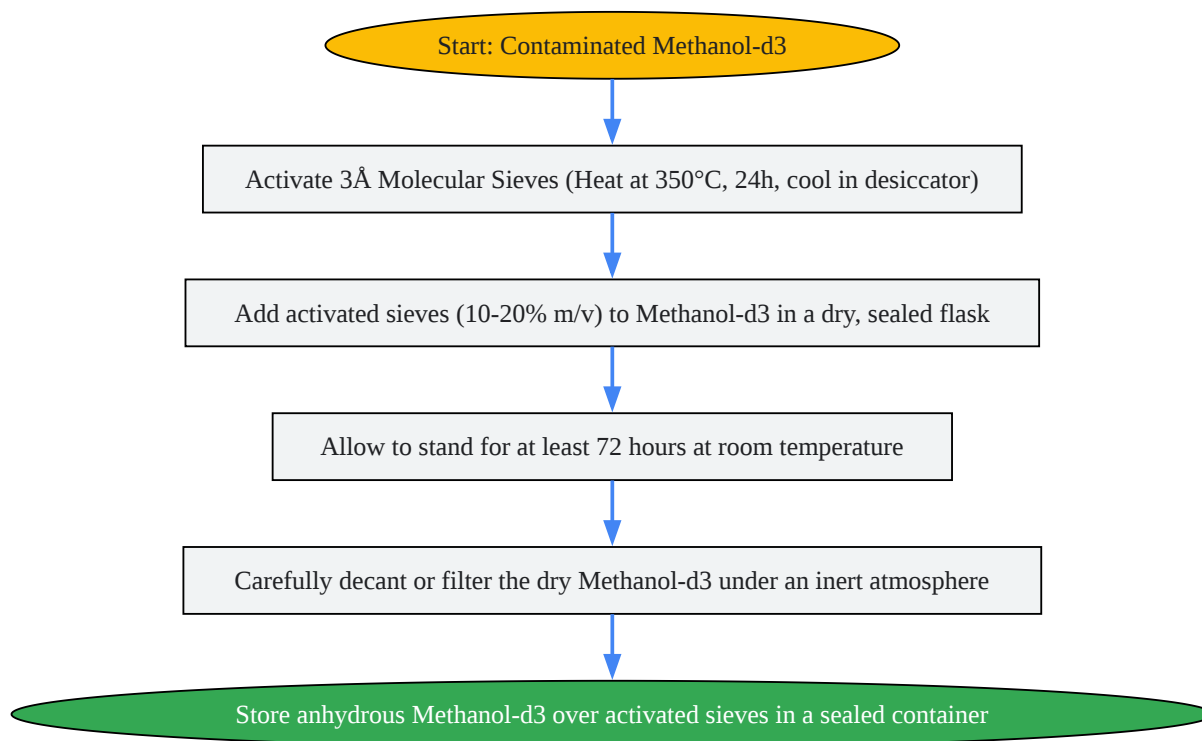 Start: Contaminated Methanol-d3
Activate 3Å Molecular Sieves (Heat at 350°C, 24h, cool in desiccator)
Add activated sieves (10-20% m/v) to Methanol-d3 in a dry, sealed flask
Allow to stand for at least 72 hours at room temperature
Carefully decant or filter the dry Methanol-d3 under an inert atmosphere
Store anhydrous Methanol-d3 over activated sieves in a sealed container